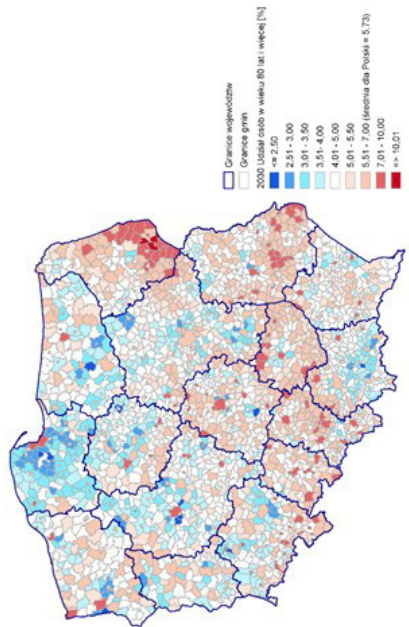 Granice województw
Granice gmin
2030 Udział osób w wieku 80 lat i więcej [%]
<= 2,50
2,51 - 3,00
3,01 - 3,50
3,51 - 4,00
4,01 - 5,00
5,01 - 5,50
5,51 - 7,00 (średnia dla Polski = 5,73)
7,01 - 10,00
=> 10,01